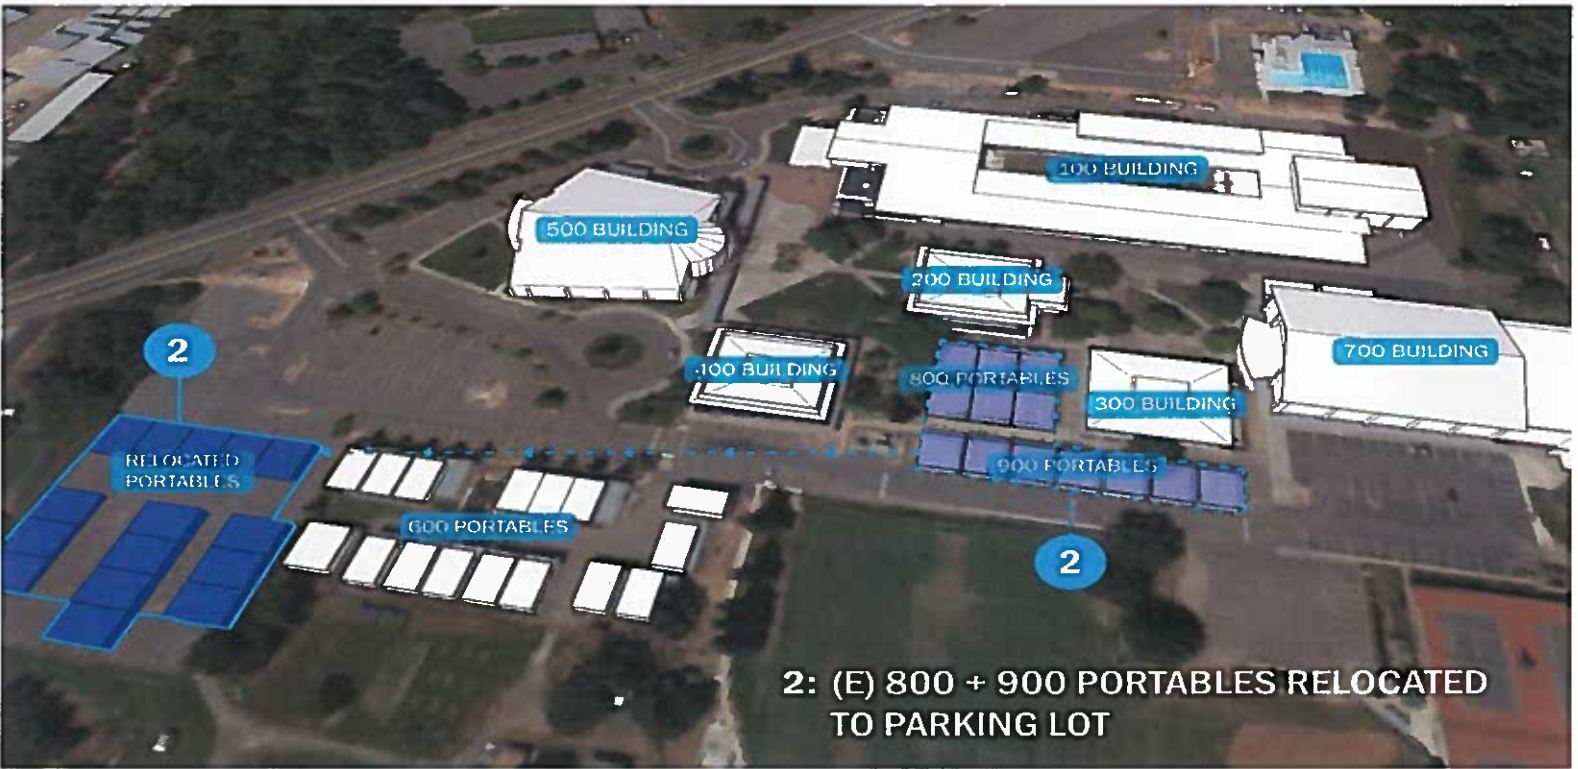 100 BUILDING
500 BUILDING
200 BUILDING
2
700 BUILDING
400 BUILDING
800 PORTABLES
300 BUILDING
RELOCATED
PORTABLES
900 PORTABLES
600 PORTABLES
2
2: (E) 800 + 900 PORTABLES RELOCATED
TO PARKING LOT